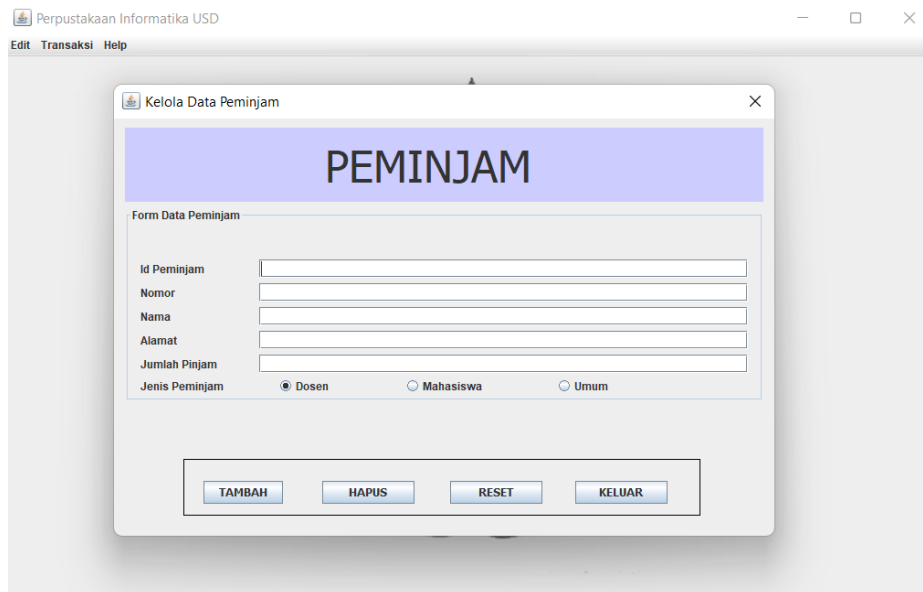 Perpustakaan Informatika USD
Edit Transaksi Help
Kelola Data Peminjam
PEMINJAM
Form Data Peminjam
Id Peminjam
Nomor
Nama
Alamat
Jumlah Pinjam
Jenis Peminjam Dosen Mahasiswa Umum
TAMBAH HAPUS RESET KELUAR